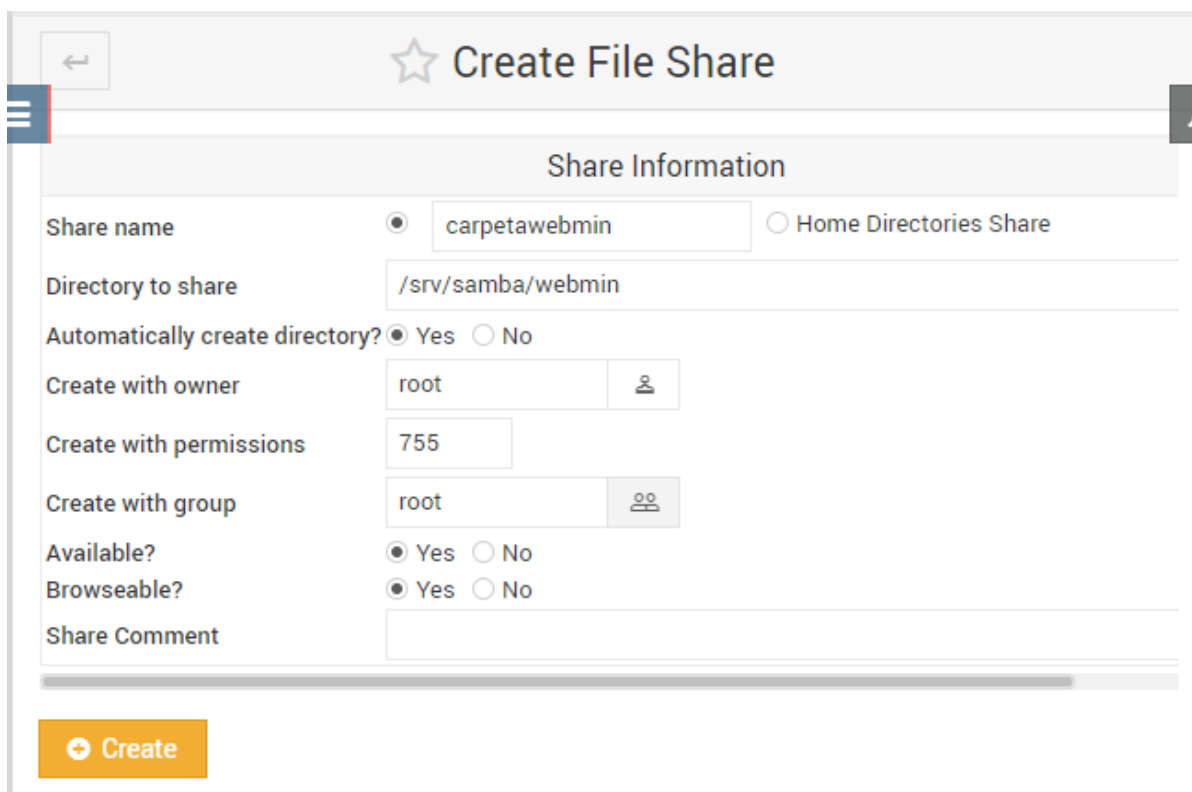 Create File Share
Share Information
Share name carpetawebmin Home Directories Share
Directory to share /srv/samba/webmin
Automatically create directory? Yes No
Create with owner root
Create with permissions 755
Create with group root
Available? Yes No
Browseable? Yes No
Share Comment
Create